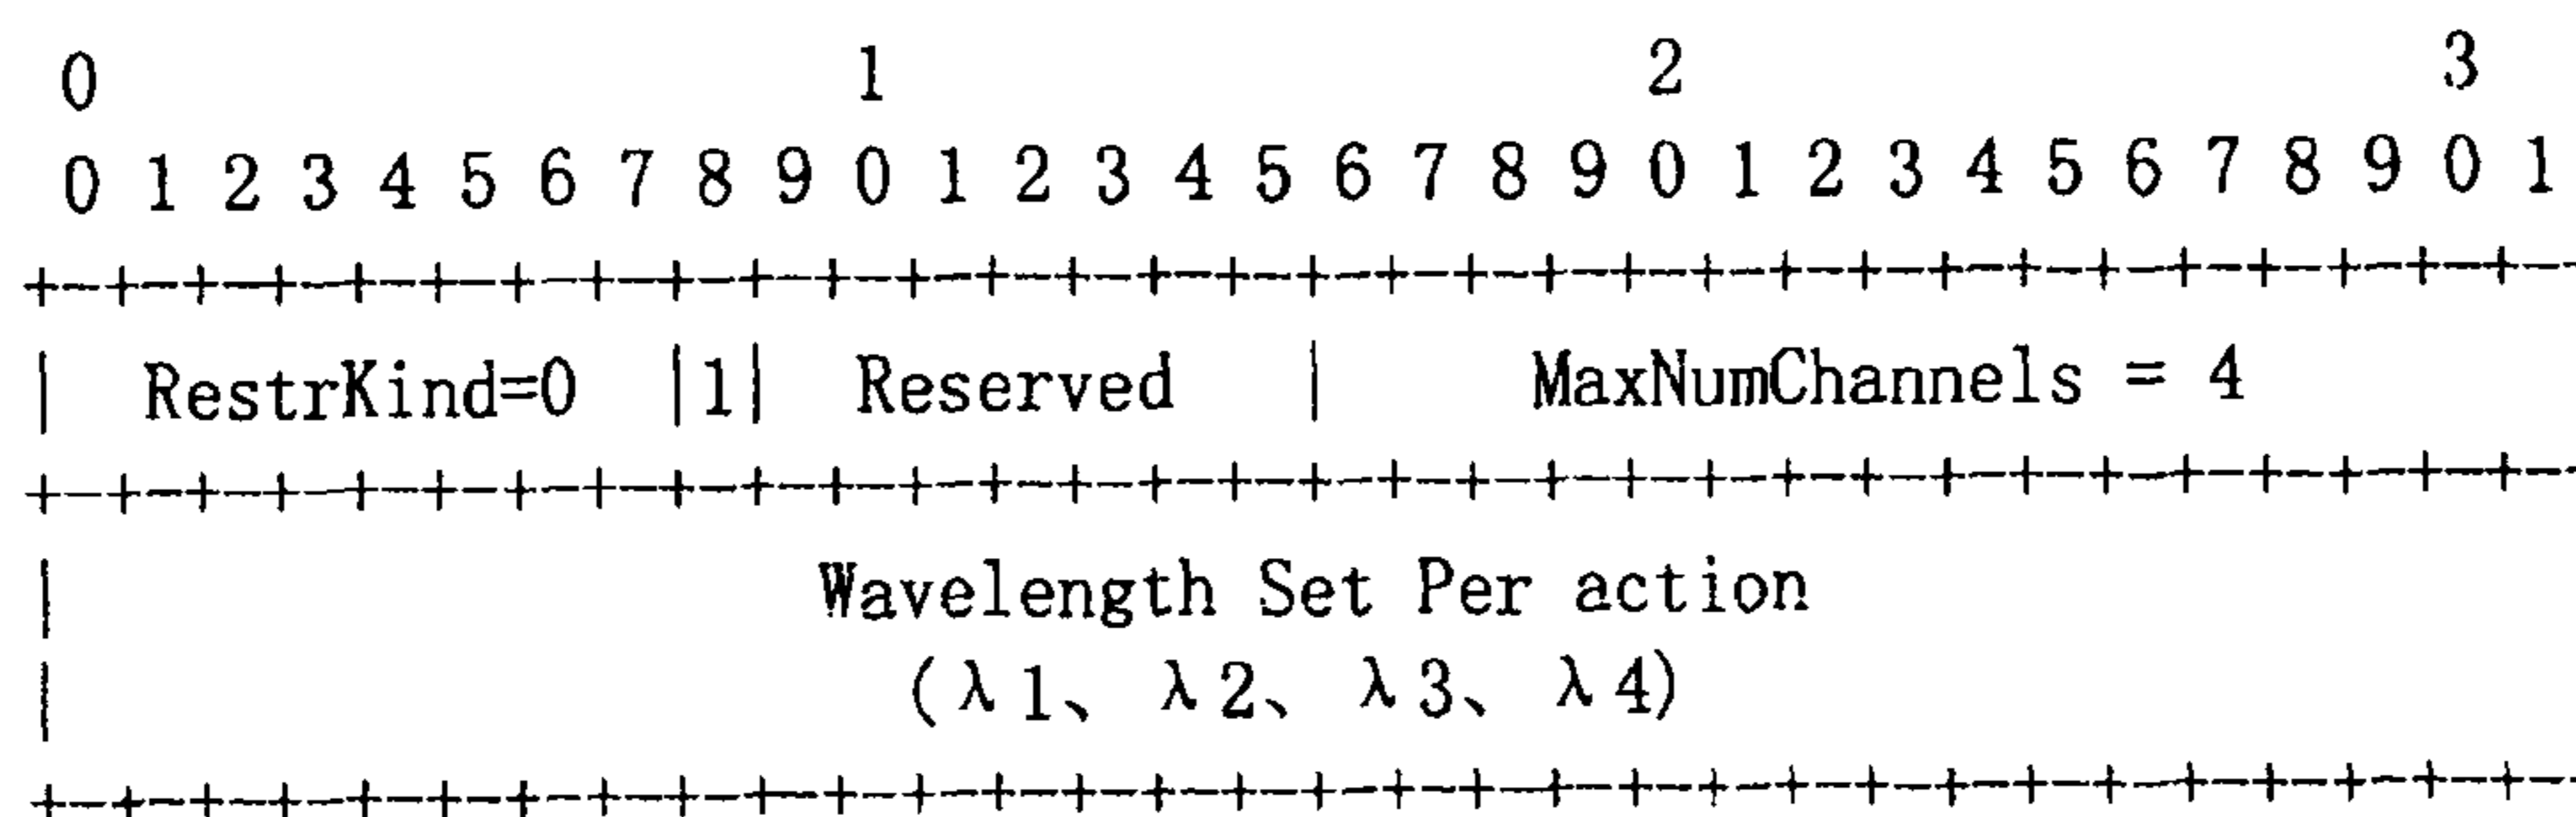 0 1 2 3
0 1 2 3 4 5 6 7 8 9 0 1 2 3 4 5 6 7 8 9 0 1 2 3 4 5 6 7 8 9 0 1
+--+--+--+--+--+--+--+--+--+--+--+--+--+--+--+--+--+--+--+--+--+--+--+--+--+--+--+--+--+--+--+--
| RestrKind=0 |1| Reserved | MaxNumChannels = 4
+--+--+--+--+--+--+--+--+--+--+--+--+--+--+--+--+--+--+--+--+--+--+--+--+--+--+--+--+--+--+--+--
| Wavelength Set Per action
| (λ1、λ2、λ3、λ4)
+--+--+--+--+--+--+--+--+--+--+--+--+--+--+--+--+--+--+--+--+--+--+--+--+--+--+--+--+--+--+--+--